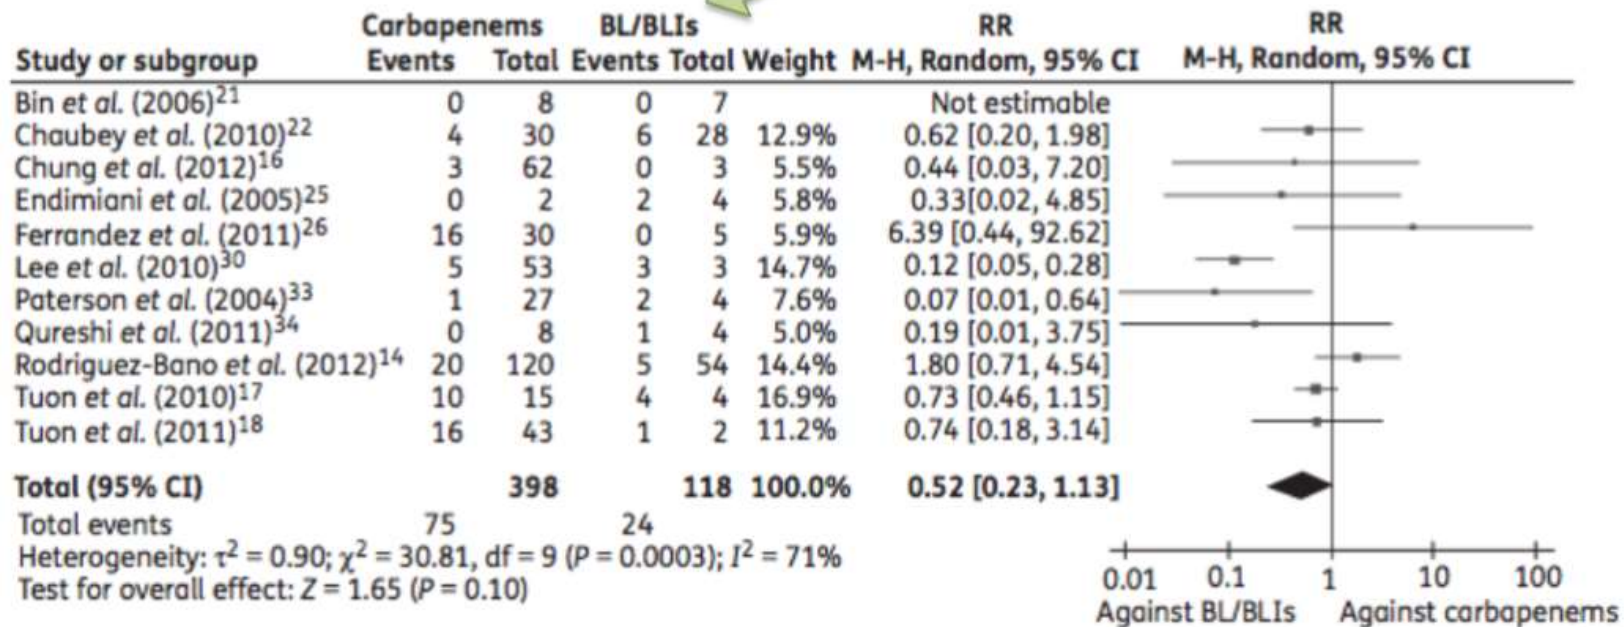 Carbapenems BL/BLIs RR RR
Study or subgroup Events Total Events Total Weight M-H, Random, 95% CI M-H, Random, 95% CI
Bin et al. (2006)21 0 8 0 7 Not estimable
Chaubey et al. (2010)22 4 30 6 28 12.9% 0.62 [0.20, 1.98]
Chung et al. (2012)16 3 62 0 3 5.5% 0.44 [0.03, 7.20]
Endimiani et al. (2005)25 0 2 2 4 5.8% 0.33[0.02, 4.85]
Ferrandez et al. (2011)26 16 30 0 5 5.9% 6.39 [0.44, 92.62]
Lee et al. (2010)30 5 53 3 3 14.7% 0.12 [0.05, 0.28]
Paterson et al. (2004)33 1 27 2 4 7.6% 0.07 [0.01, 0.64]
Qureshi et al. (2011)34 0 8 1 4 5.0% 0.19 [0.01, 3.75]
Rodriguez-Bano et al. (2012)14 20 120 5 54 14.4% 1.80 [0.71, 4.54]
Tuon et al. (2010)17 10 15 4 4 16.9% 0.73 [0.46, 1.15]
Tuon et al. (2011)18 16 43 1 2 11.2% 0.74 [0.18, 3.14]
Total (95% CI) 398 118 100.0% 0.52 [0.23, 1.13]
Total events 75 24
Heterogeneity: τ2 = 0.90; χ2 = 30.81, df = 9 (P = 0.0003); I2 = 71%
Test for overall effect: Z = 1.65 (P = 0.10)
0.01 0.1 1 10 100
Against BL/BLIs Against carbapenems